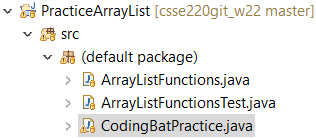 PracticeArrayList [csse220git_w22 master]
src
(default package)
ArrayListFunctions.java
ArrayListFunctionsTest.java
CodingBatPractice.java